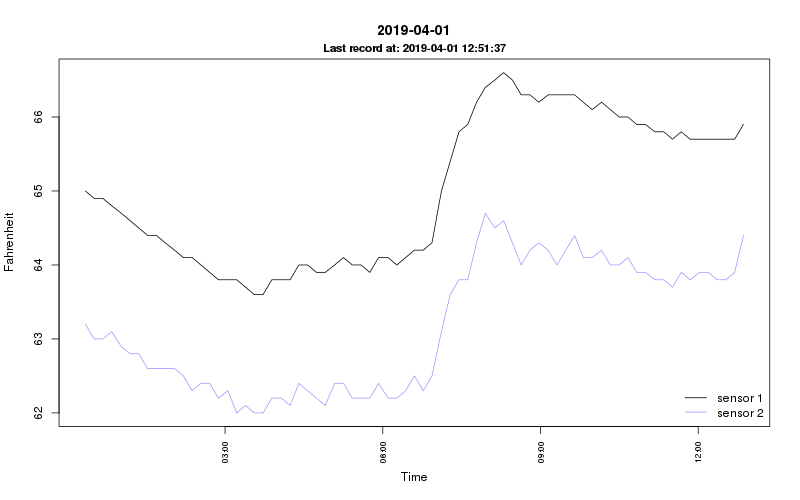 2019-04-01
Last record at: 2019-04-01 12:51:37
Fahrenheit
66
65
64
63
62
sensor 1
sensor 2
03:00
06:00
09:00
12:00
Time